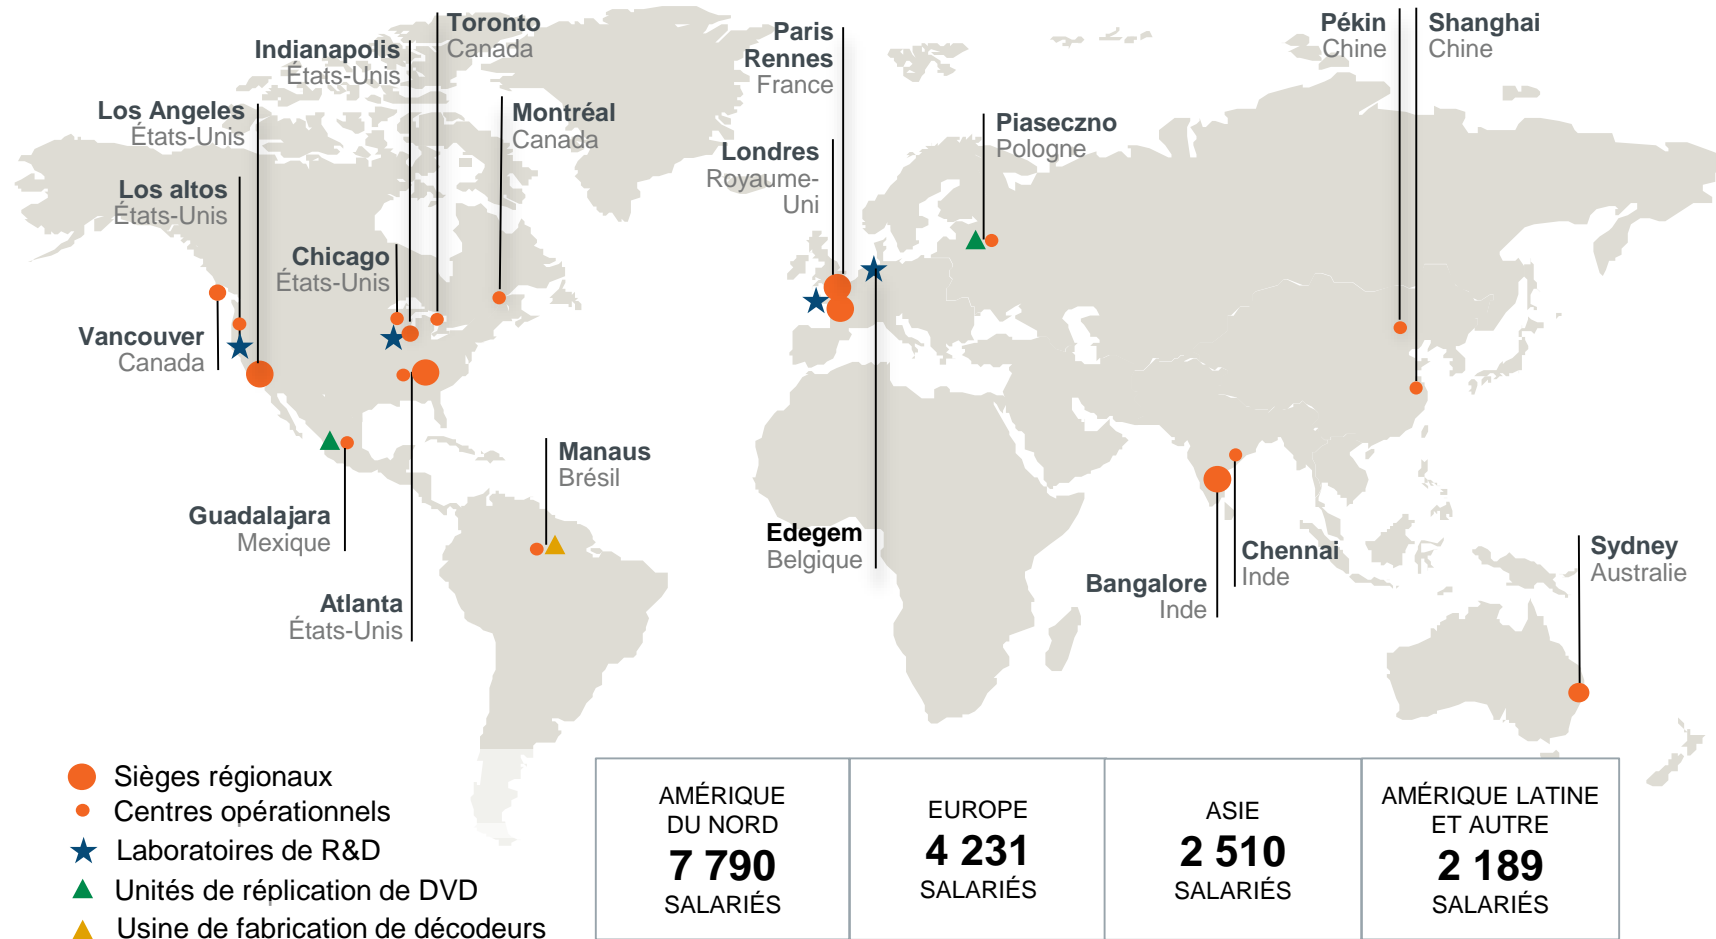 Toronto
Canada
Indianapolis
États-Unis
Los Angeles
États-Unis
Montréal
Canada
Los altos
États-Unis
Chicago
États-Unis
Vancouver
Canada
Guadalajara
Mexique
Atlanta
États-Unis
Manaus
Brésil
Paris
Rennes
France
Londres
Royaume-
Uni
Piaseczno
Pologne
Edegem
Belgique
Pékin
Chine
Shanghai
Chine
Bangalore
Inde
Chennai
Inde
Sydney
Australie
Sièges régionaux
Centres opérationnels
Laboratoires de R&D
Unités de réplication de DVD
Usine de fabrication de décodeurs
AMÉRIQUE
DU NORD
7 790
SALARIÉS
EUROPE
4 231
SALARIÉS
ASIE
2 510
SALARIÉS
AMÉRIQUE LATINE
ET AUTRE
2 189
SALARIÉS